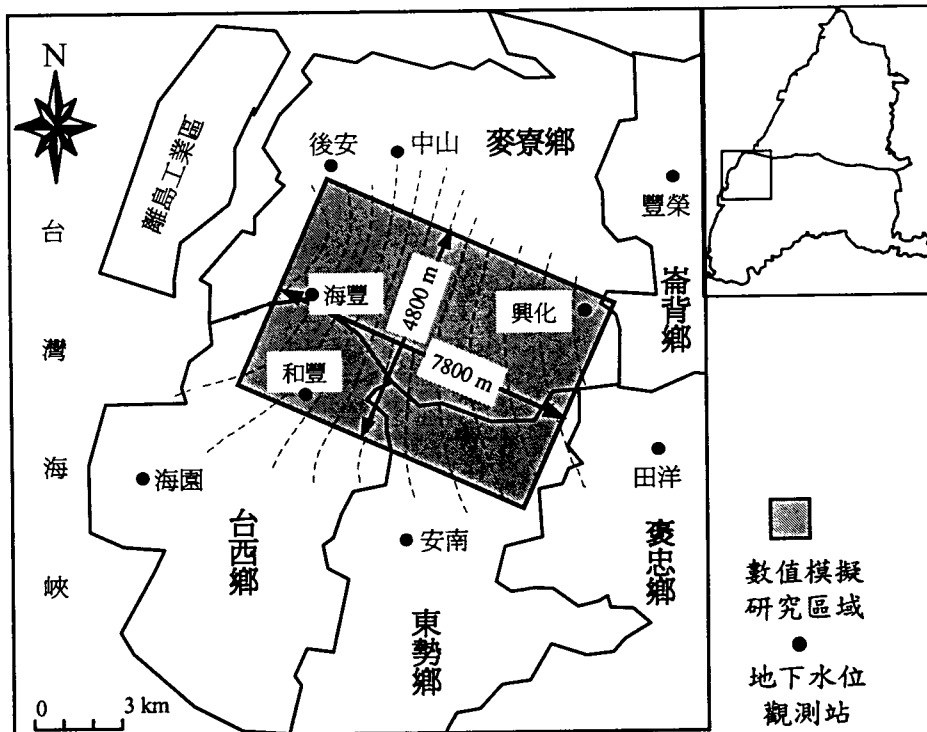 N
離島工業區
台灣海峽
後安
中山
麥寮鄉
豐榮
崙背鄉
海豐
4800 m
興化
7800 m
和豐
海園
田洋
台西鄉
安南
褒忠鄉
東勢鄉
0 3 km
數值模擬
研究區域
地下水位
觀測站